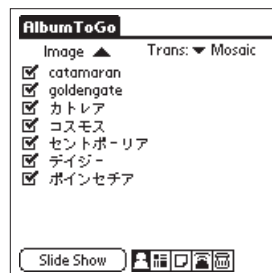 AlbumToGo
Image ▲ Trans: ▼ Mosaic
catamaran
goldengate
カトレア
コスモス
セントポーリア
デイジー
ポインセチア
Slide Show